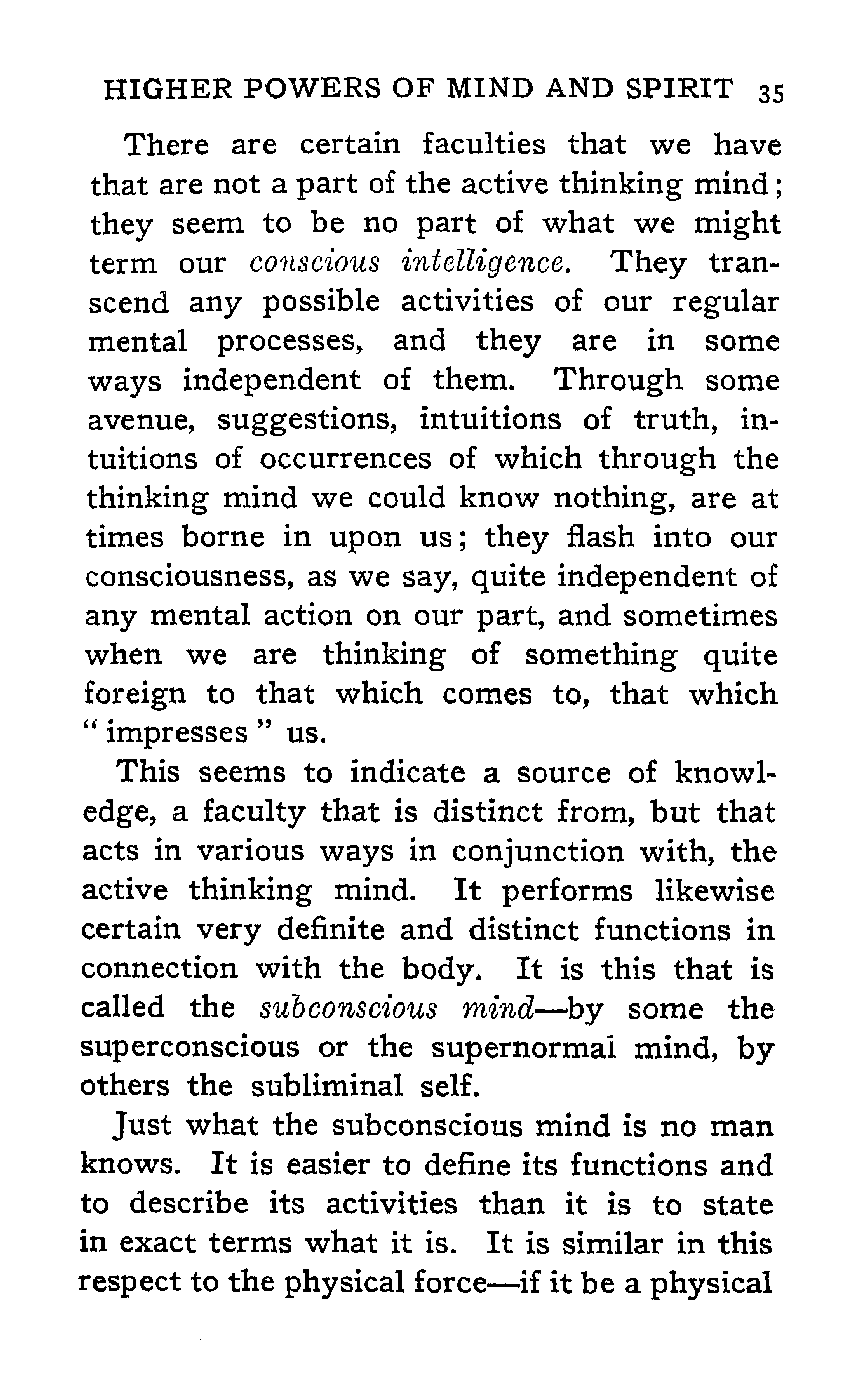 HIGHER POWERS OF MIND AND SPIRIT 35
There are certain faculties that we have
that are not a part of the active thinking mind;
they seem to be no part of what we might
term our conscious intelligence. They tran-
scend any possible activities of our regular
mental processes, and they are in some
ways independent of them. Through some
avenue, suggestions, intuitions of truth, in-
tuitions of occurrences of which through the
thinking mind we could know nothing, are at
times borne in upon us; they flash into our
consciousness, as we say, quite independent of
any mental action on our part, and sometimes
when we are thinking of something quite
foreign to that which comes to, that which
“ impresses ” us.
This seems to indicate a source of knowl-
edge, a faculty that is distinct from, but that
acts in various ways in conjunction with, the
active thinking mind. It performs likewise
certain very definite and distinct functions in
connection with the body. It is this that is
called the subconscious mind—by some the
superconscious or the supernormal mind, by
others the subliminal self.
Just what the subconscious mind is no man
knows. It is easier to define its functions and
to describe its activities than it is to state
in exact terms what it is. It is similar in this
respect to the physical force—if it be a physical